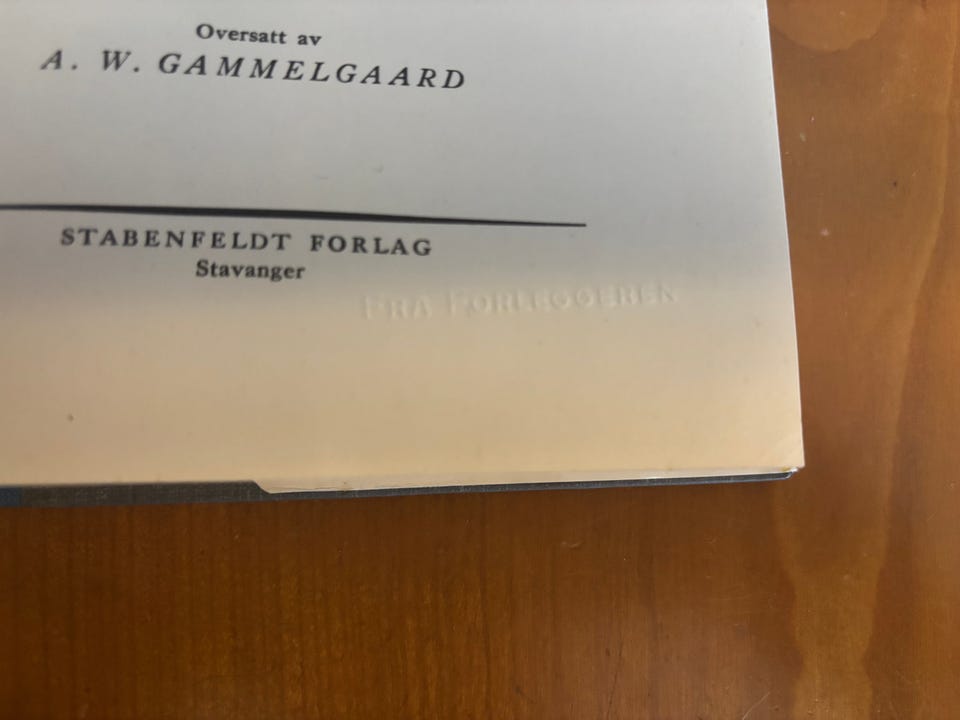 Oversatt av
A. W. GAMMELGAARD
STABENFELDT FORLAG
Stavanger
FRA FORLEGGEREN